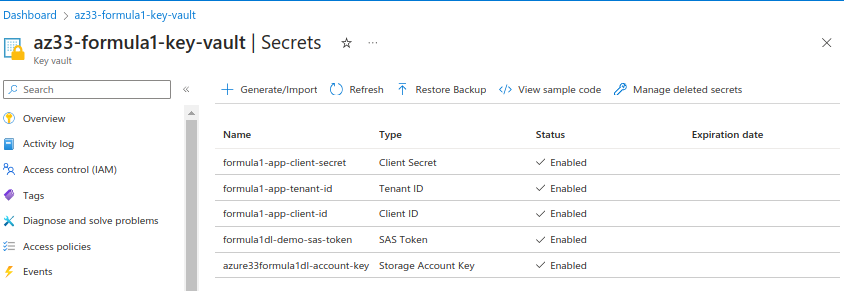 Dashboard > az33-formula1-key-vault
az33-formula1-key-vault | Secrets ☆ ···
Key vault
Search «
Generate/Import Refresh Restore Backup View sample code Manage deleted secrets
Overview
Activity log
Access control (IAM)
Tags
Diagnose and solve problems
Access policies
Events
Name Type Status Expiration date
formula1-app-client-secret Client Secret ✓ Enabled
formula1-app-tenant-id Tenant ID ✓ Enabled
formula1-app-client-id Client ID ✓ Enabled
formula1dl-demo-sas-token SAS Token ✓ Enabled
azure33formula1dl-account-key Storage Account Key ✓ Enabled